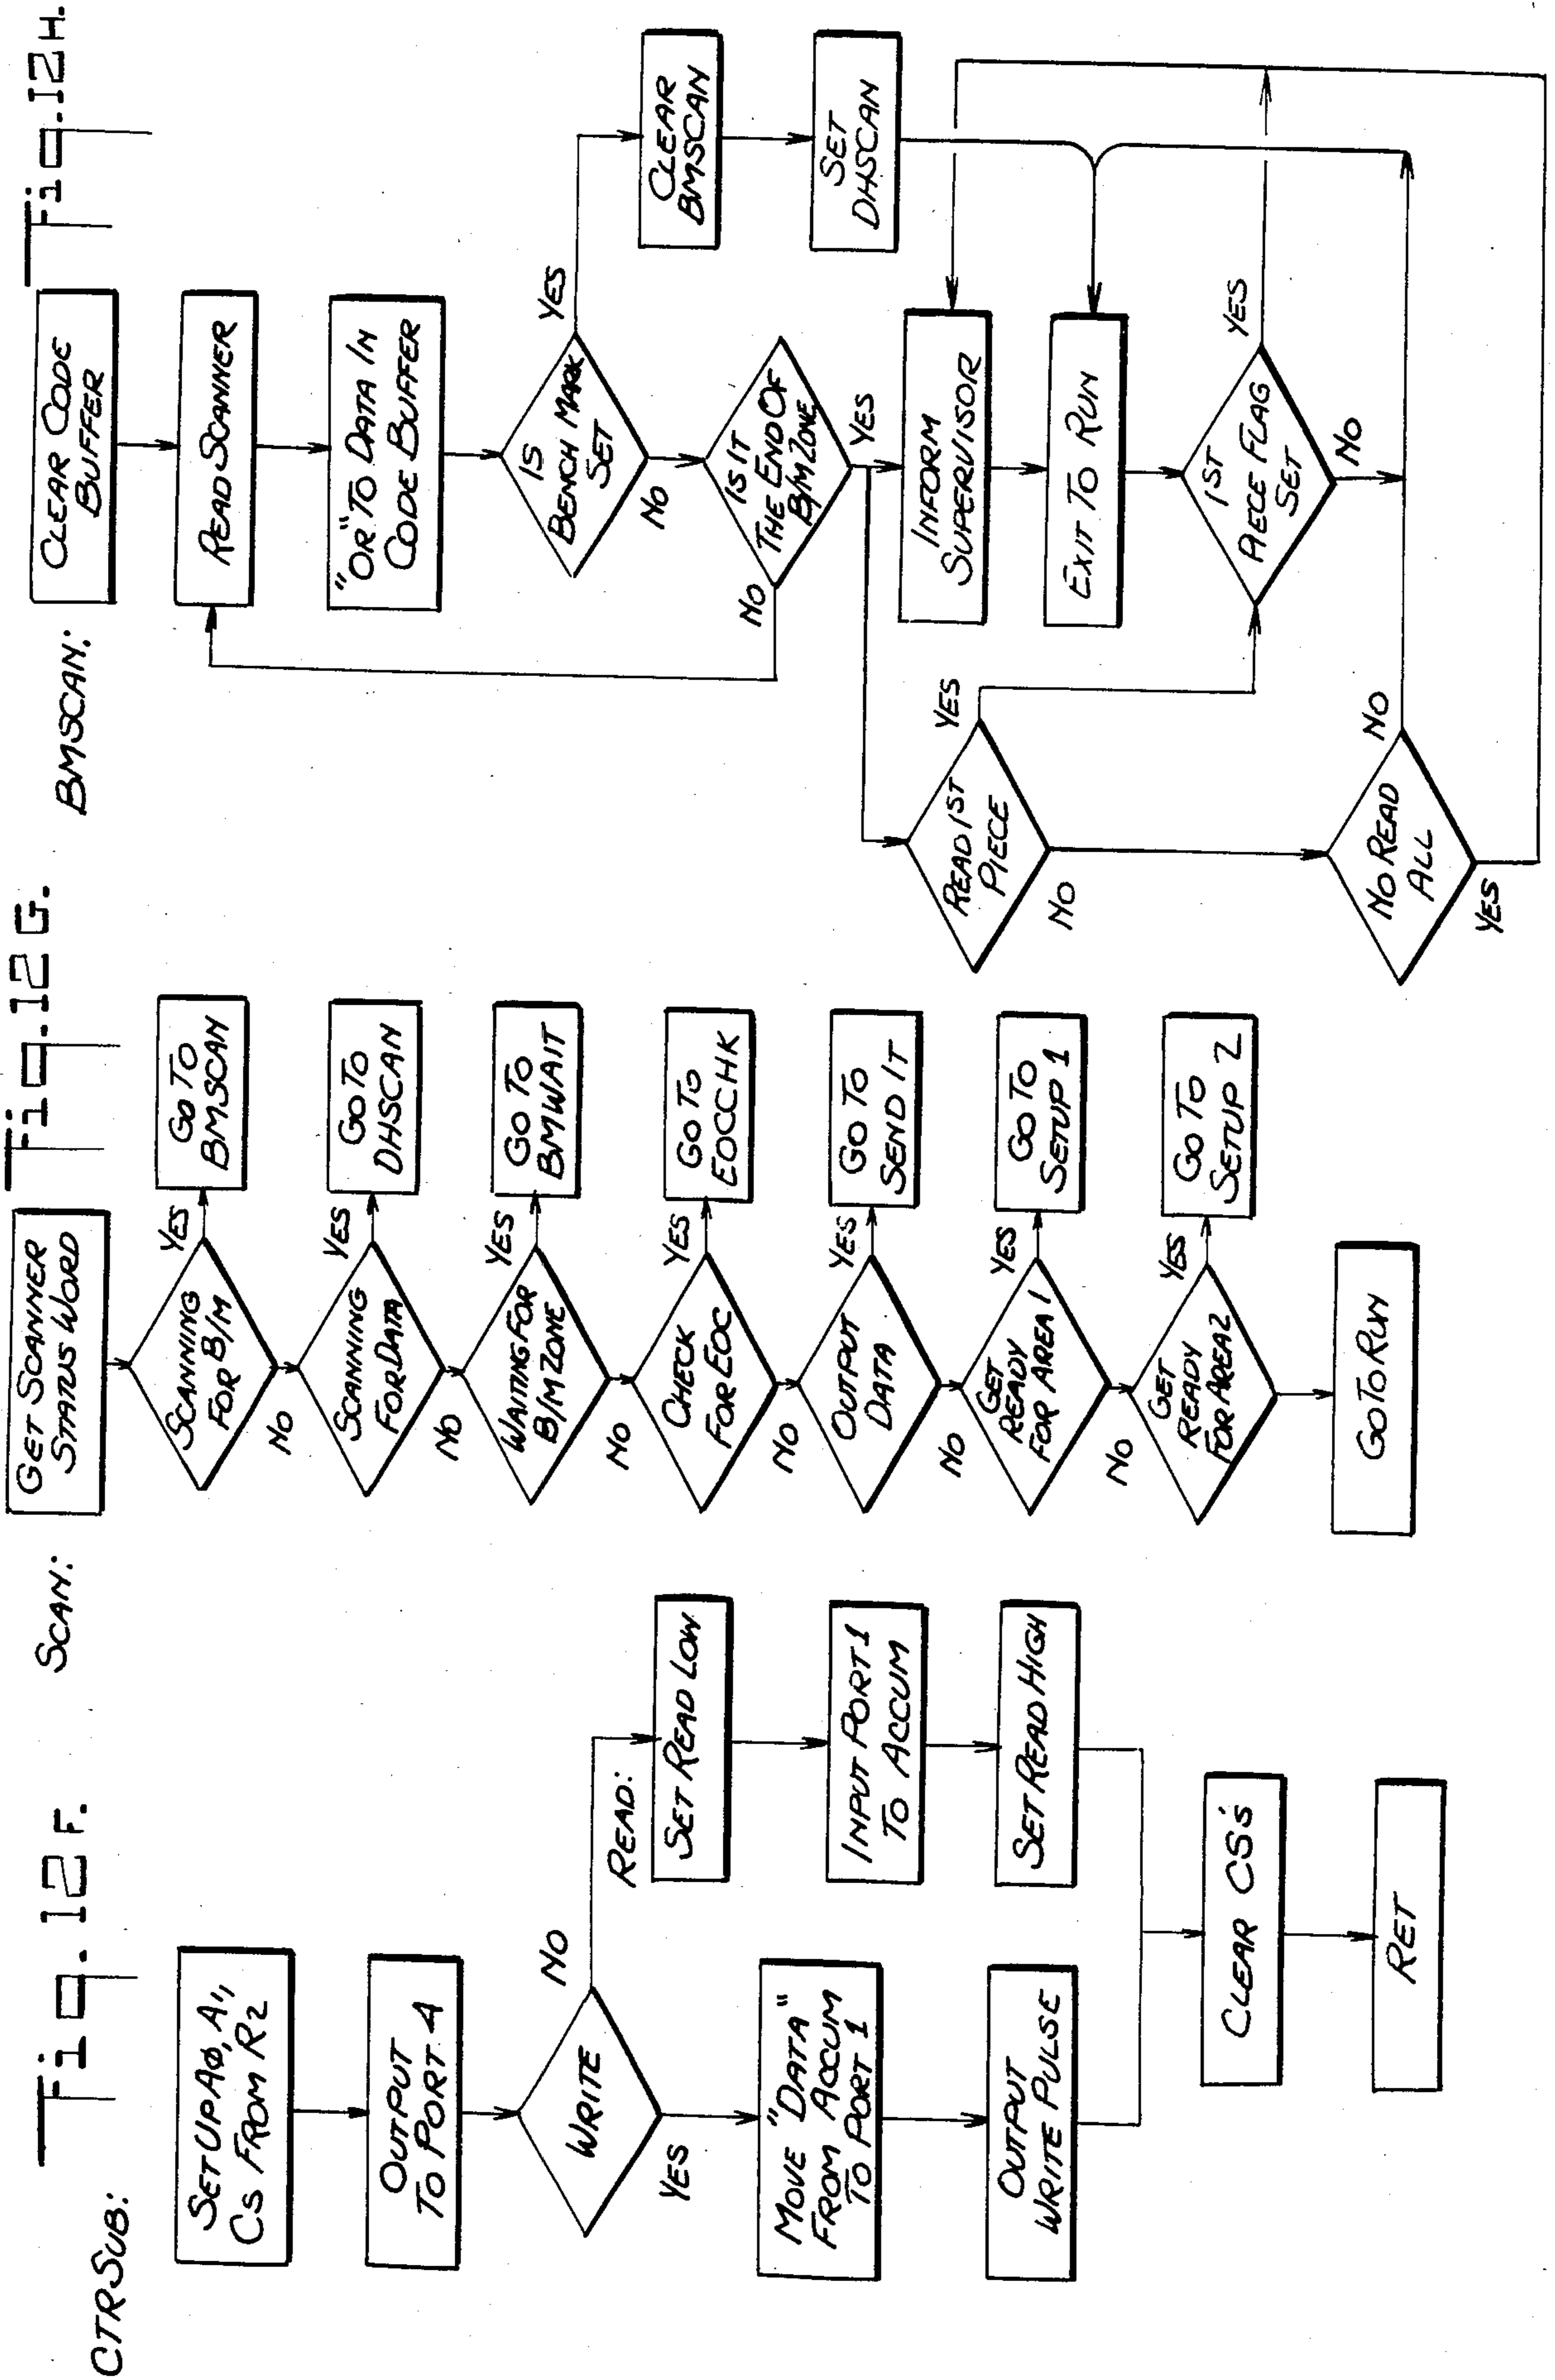 Fig. 12 F.
CTRSUB:
SET UP AØ, A1,
CS FROM R2
OUTPUT
TO PORT 4
WRITE
NO
YES
READ:
SET READ LOW
INPUT PORT 1
TO ACCUM
SET READ HIGH
MOVE "DATA"
FROM ACCUM
TO PORT 1
OUTPUT
WRITE PULSE
CLEAR CS'S
RET
Fig. 12 G.
SCAN:
GET SCANNER
STATUS WORD
SCANNING
FOR B/M
YES
GO TO
BMSCAN
NO
SCANNING
FOR DATA
YES
GO TO
DHSCAN
NO
WAITING FOR
B/M ZONE
YES
GO TO
BMWAIT
NO
CHECK
FOR EOC
YES
GO TO
EOCCHK
NO
OUTPUT
DATA
YES
GO TO
SEND IT
NO
GET
READY
FOR AREA 1
YES
GO TO
SETUP 1
NO
GET
READY
FOR AREA 2
YES
GO TO
SETUP 2
GO TO RUN
Fig. 12 H.
BMSCAN:
CLEAR CODE
BUFFER
READ SCANNER
"OR" TO DATA IN
CODE BUFFER
IS
BENCH MARK
SET
YES
CLEAR
BMSCAN
SET
DHSCAN
NO
IS IT
THE END OF
B/M ZONE
NO
YES
INFORM
SUPERVISOR
EXIT TO RUN
READ 1ST
PIECE
YES
NO
1ST
PIECE FLAG
SET
YES
NO
NO READ
ALL
NO
YES